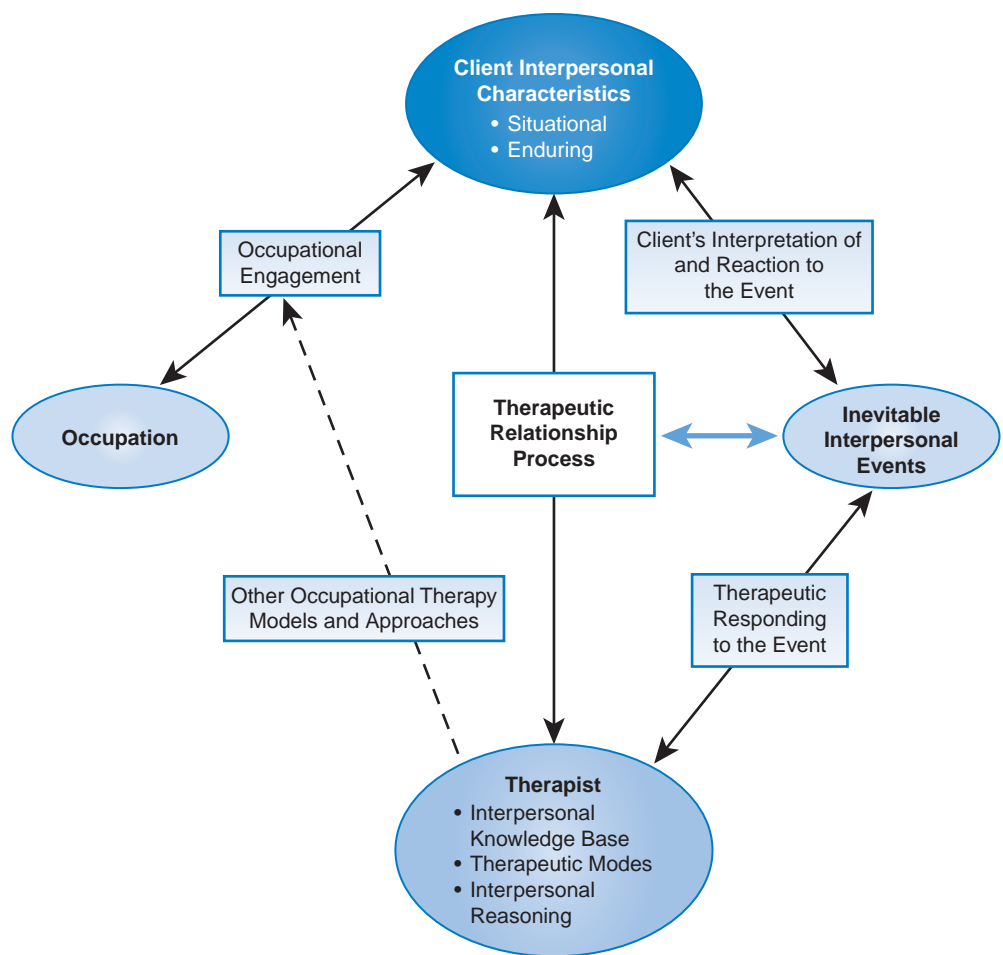 Client Interpersonal
Characteristics
• Situational
• Enduring
Occupational
Engagement
Client’s Interpretation of
and Reaction to
the Event
Occupation
Therapeutic
Relationship
Process
Inevitable
Interpersonal
Events
Other Occupational Therapy
Models and Approaches
Therapeutic
Responding
to the Event
Therapist
• Interpersonal
Knowledge Base
• Therapeutic Modes
• Interpersonal
Reasoning